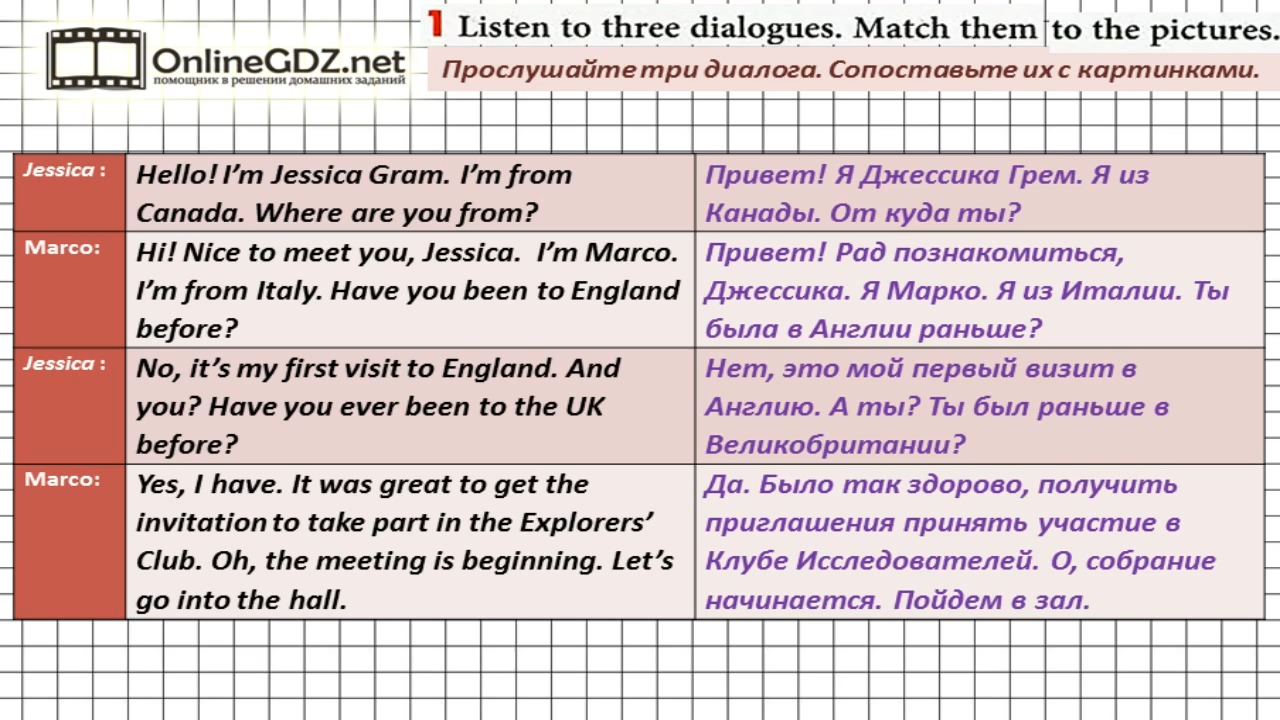 1 Listen to three dialogues. Match them to the pictures.
OnlineGDZ.net
помощник в решении домашних заданий
Прослушайте три диалога. Сопоставьте их с картинками.
Jessica :
Hello! I’m Jessica Gram. I’m from
Canada. Where are you from?
Привет! Я Джессика Грем. Я из
Канады. От куда ты?
Marco:
Hi! Nice to meet you, Jessica. I’m Marco.
I’m from Italy. Have you been to England
before?
Привет! Рад познакомиться,
Джессика. Я Марко. Я из Италии. Ты
была в Англии раньше?
Jessica :
No, it’s my first visit to England. And
you? Have you ever been to the UK
before?
Нет, это мой первый визит в
Англию. А ты? Ты был раньше в
Великобритании?
Marco:
Yes, I have. It was great to get the
invitation to take part in the Explorers’
Club. Oh, the meeting is beginning. Let’s
go into the hall.
Да. Было так здорово, получить
приглашения принять участие в
Клубе Исследователей. О, собрание
начинается. Пойдем в зал.